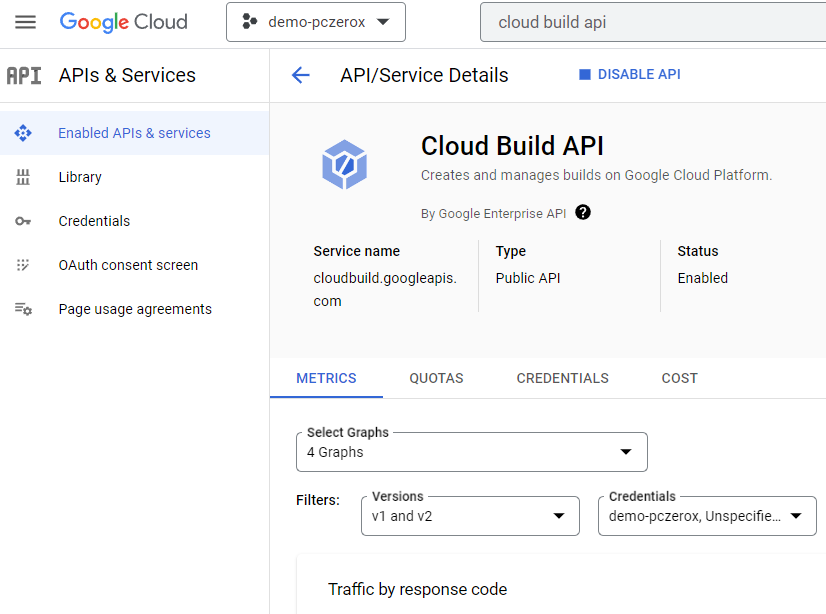 Google Cloud
demo-pczerox
cloud build api
API
APIs & Services
API/Service Details
DISABLE API
Enabled APIs & services
Library
Credentials
OAuth consent screen
Page usage agreements
Cloud Build API
Creates and manages builds on Google Cloud Platform.
By Google Enterprise API
?
Service name
cloudbuild.googleapis.
com
Type
Public API
Status
Enabled
METRICS
QUOTAS
CREDENTIALS
COST
Select Graphs
4 Graphs
Filters:
Versions
v1 and v2
Credentials
demo-pczerox, Unspecifie...
Traffic by response code